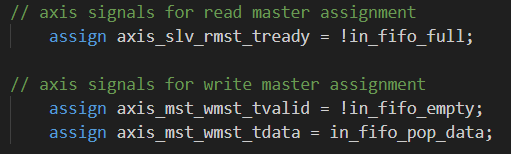 // axis signals for read master assignment
assign axis_slv_rmst_tready = !in_fifo_full;
// axis signals for write master assignment
assign axis_mst_wmst_tvalid = !in_fifo_empty;
assign axis_mst_wmst_tdata = in_fifo_pop_data;